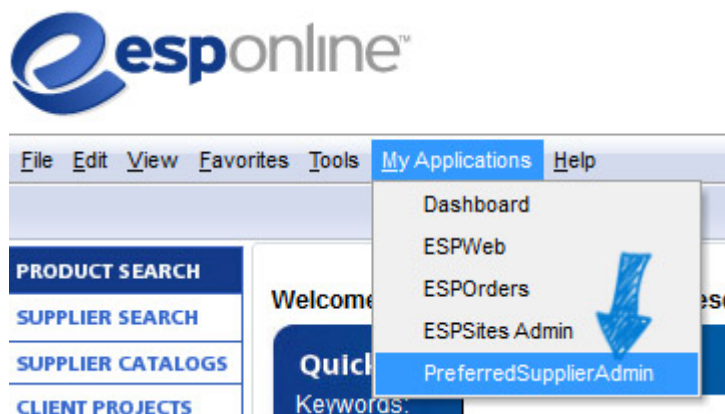 esponline™
File Edit View Favorites Tools My Applications Help
Dashboard
ESPWeb
ESPOrders
ESPSites Admin
PreferredSupplierAdmin
PRODUCT SEARCH
SUPPLIER SEARCH
SUPPLIER CATALOGS
CLIENT PROJECTS
Welcome
Quick
Keywords: